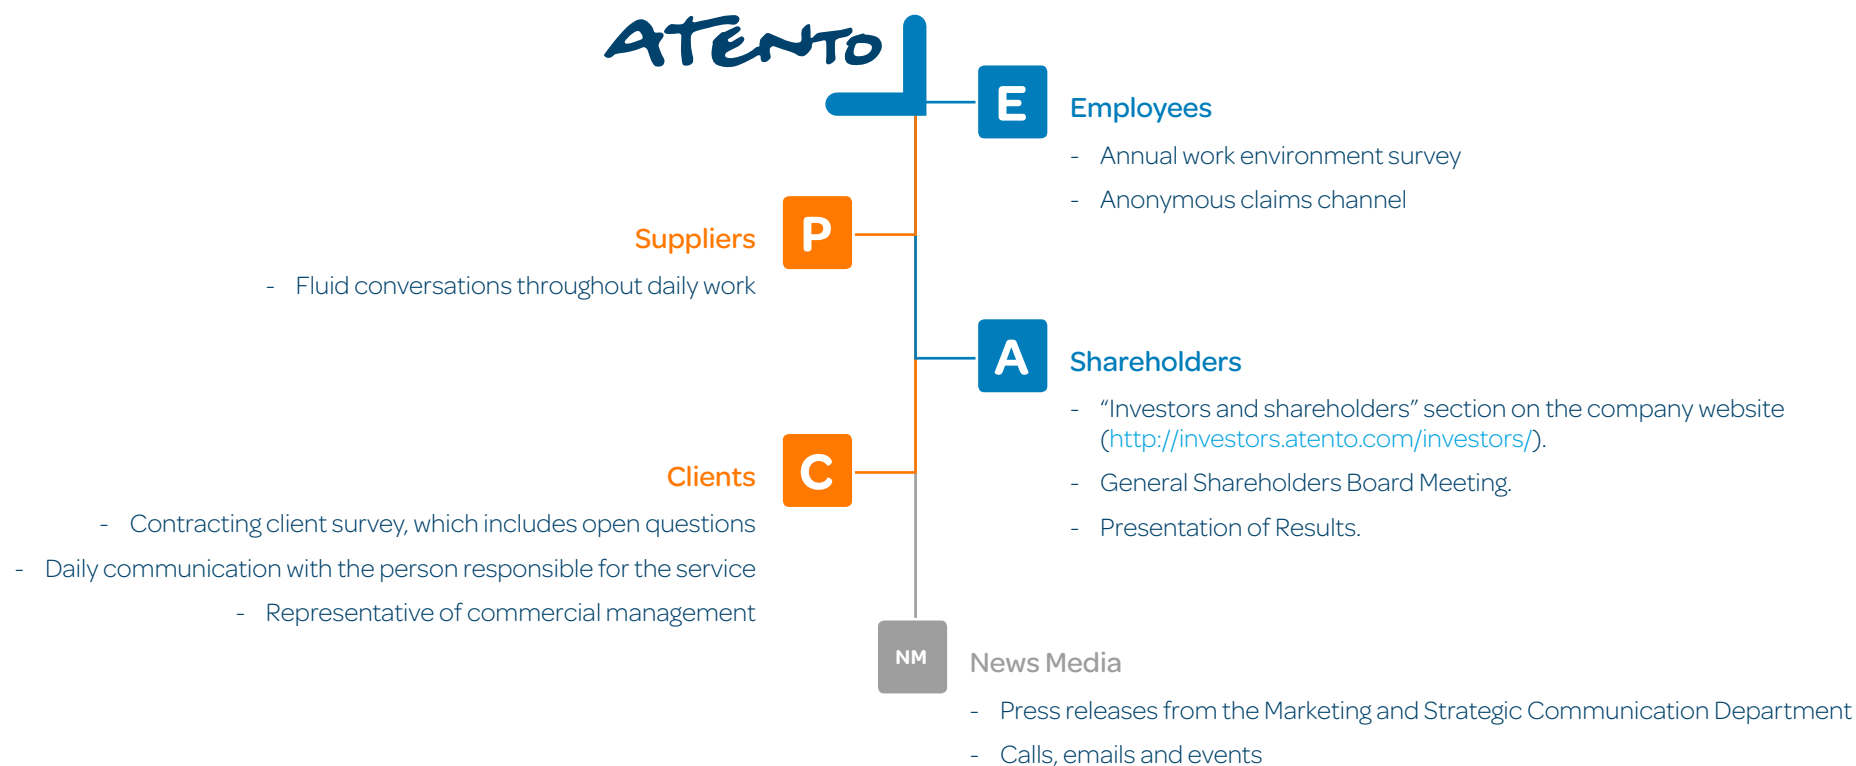 ATENTO
E
Employees
- Annual work environment survey
- Anonymous claims channel
P
Suppliers
- Fluid conversations throughout daily work
A
Shareholders
- “Investors and shareholders” section on the company website
(http://investors.atento.com/investors/).
- General Shareholders Board Meeting.
- Presentation of Results.
C
Clients
- Contracting client survey, which includes open questions
- Daily communication with the person responsible for the service
- Representative of commercial management
NM
News Media
- Press releases from the Marketing and Strategic Communication Department
- Calls, emails and events